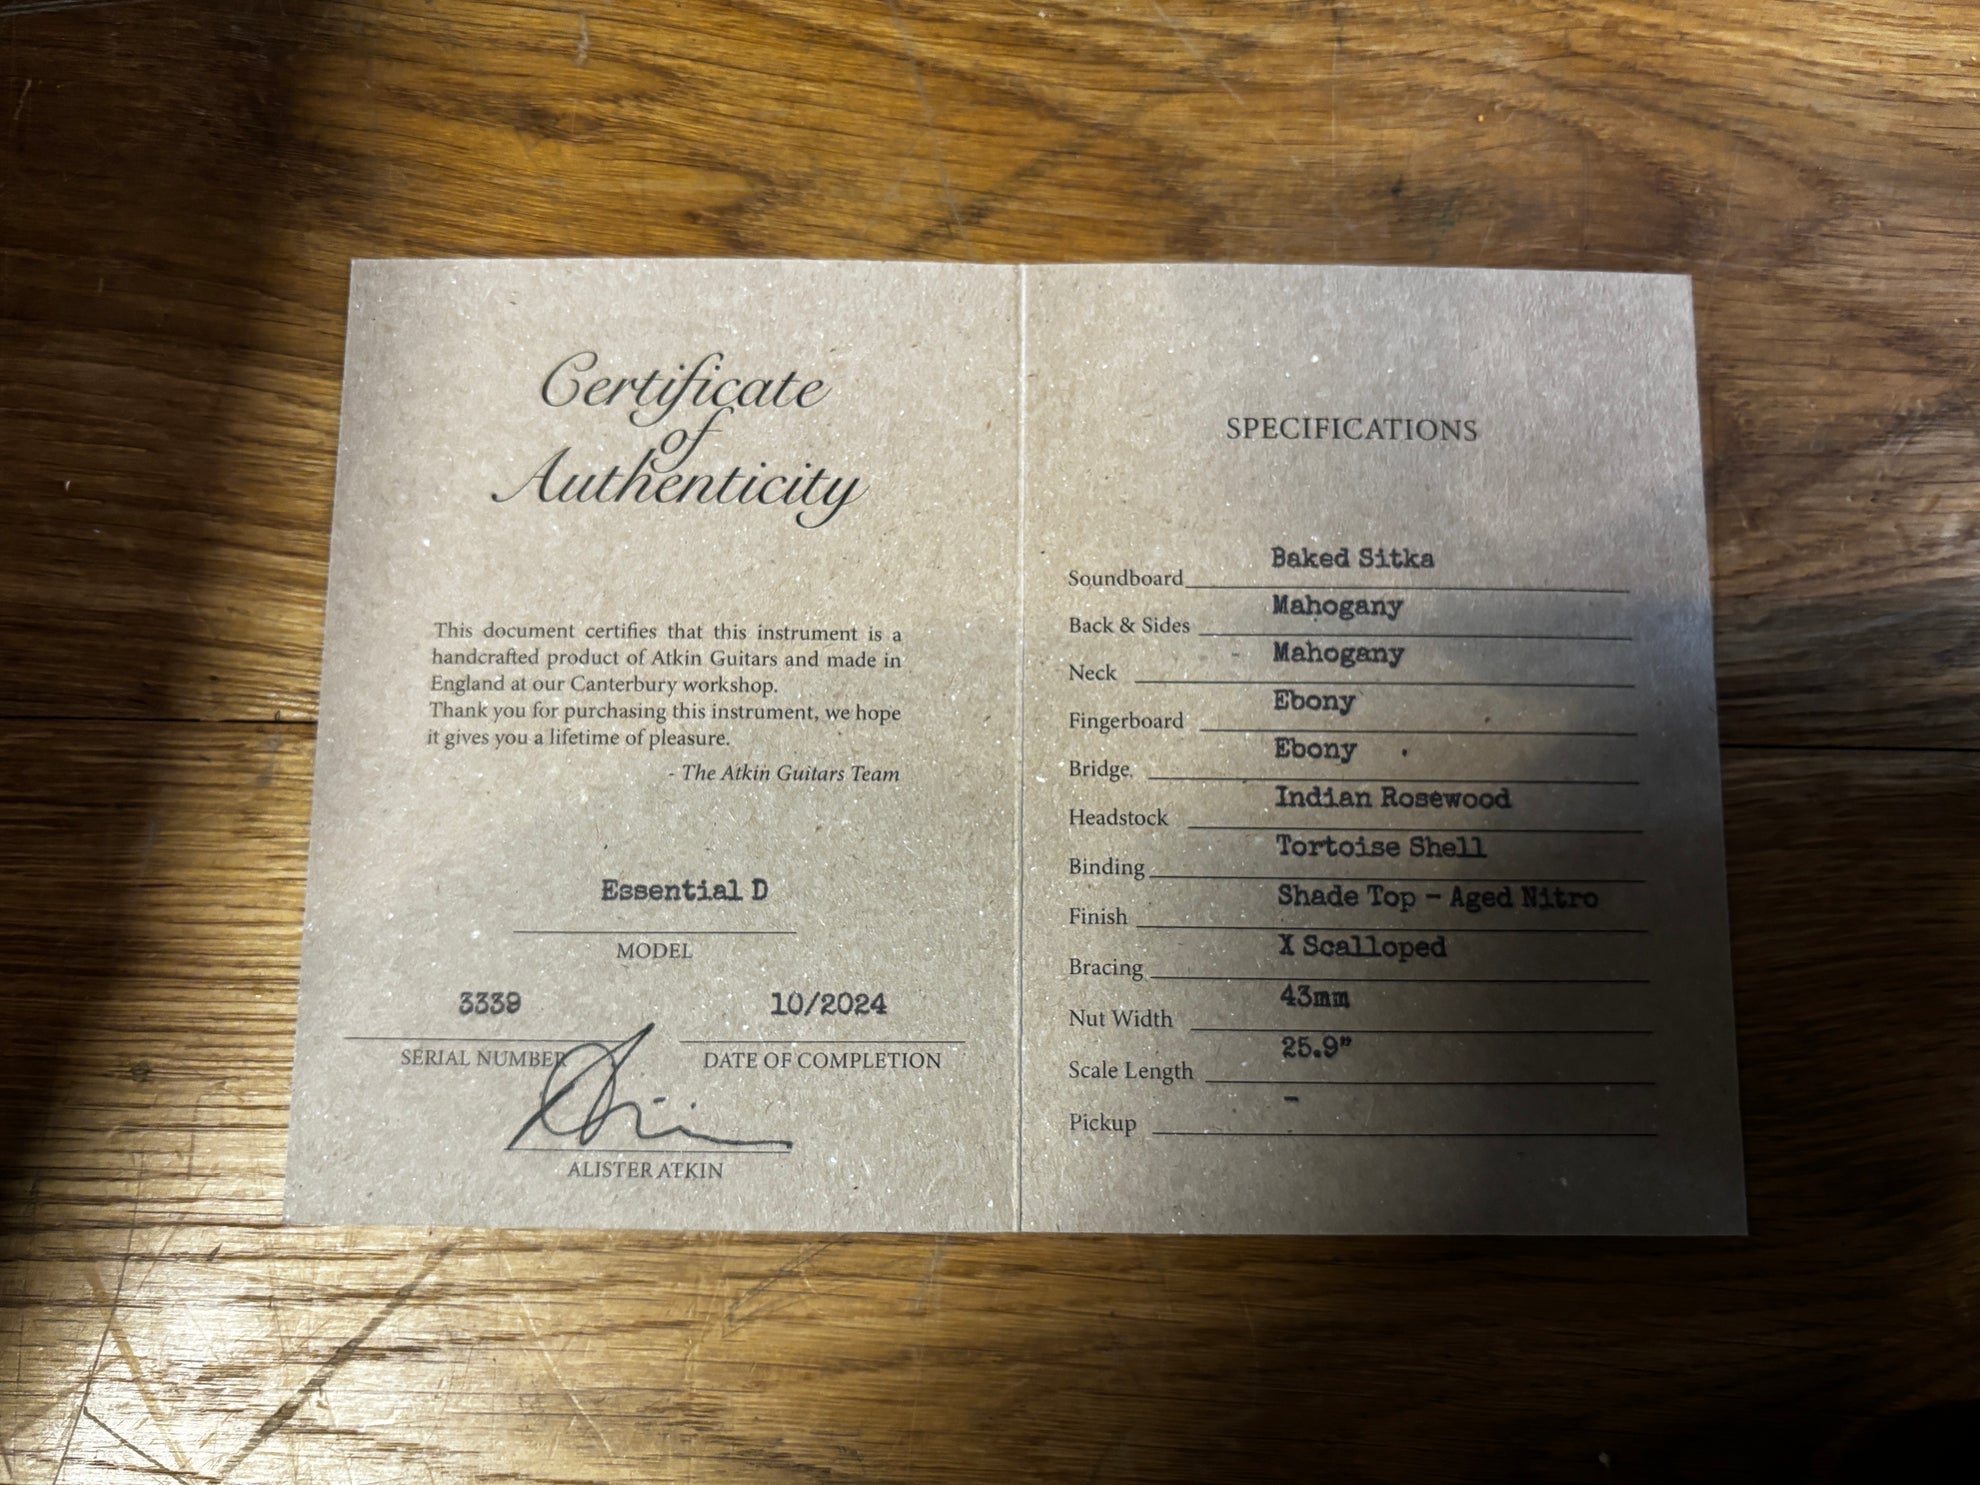 Certificate
of
Authenticity
This document certifies that this instrument is a
handcrafted product of Atkin Guitars and made in
England at our Canterbury workshop.
Thank you for purchasing this instrument, we hope
it gives you a lifetime of pleasure.
- The Atkin Guitars Team
Essential D
MODEL
3339 10/2024
SERIAL NUMBER DATE OF COMPLETION
ALISTER ATKIN
SPECIFICATIONS
Soundboard Baked Sitka
Back & Sides Mahogany
Neck Mahogany
Fingerboard Ebony
Bridge Ebony
Headstock Indian Rosewood
Binding Tortoise Shell
Finish Shade Top - Aged Nitro
Bracing X Scalloped
Nut Width 43mm
Scale Length 25.9"
Pickup -